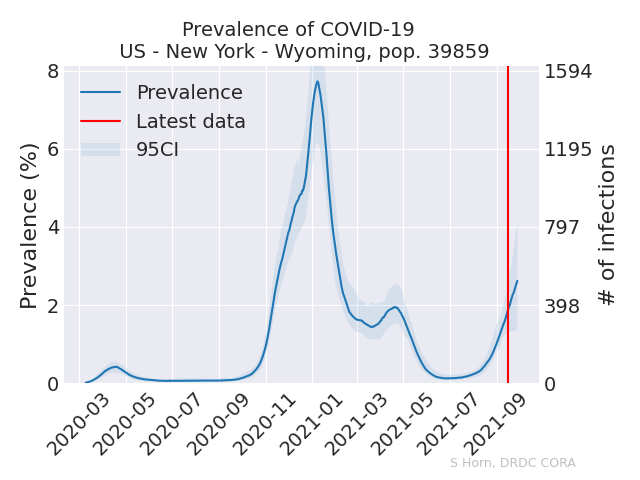 Prevalence of COVID-19
US - New York - Wyoming, pop. 39859
Prevalence
Latest data
95CI
Prevalence (%)
8
6
4
2
0
1594
1195
797
398
0
# of infections
2020-03
2020-05
2020-07
2020-09
2020-11
2021-01
2021-03
2021-05
2021-07
2021-09
S Horn, DRDC CORA